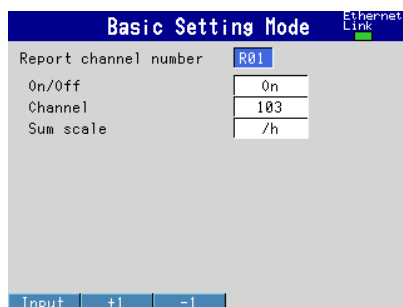 Basic Setting Mode
Ethernet
Link
Report channel number R01
On/Off On
Channel 103
Sum scale /h
Input +1 -1